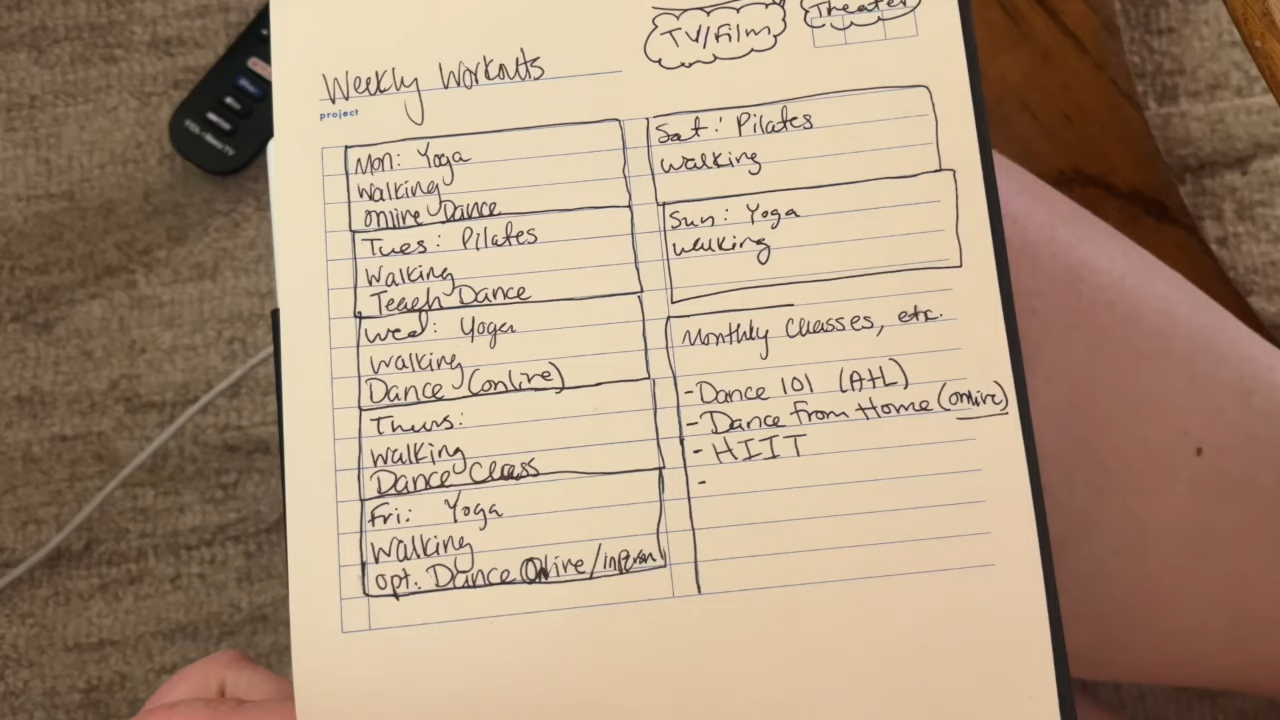 TV/Film
Theater
Weekly Workouts
project
Mon: Yoga
walking
online Dance
Tues: Pilates
Walking
Teach Dance
Wed: Yoga
walking
Dance (online)
Thurs:
walking
Dance Class
Fri: Yoga
Walking
opt. Dance Online/inperson
Sat: Pilates
walking
Sun: Yoga
walking
Monthly Classes, etc.
-Dance 101 (AtL)
-Dance from Home (online)
-HIIT
-